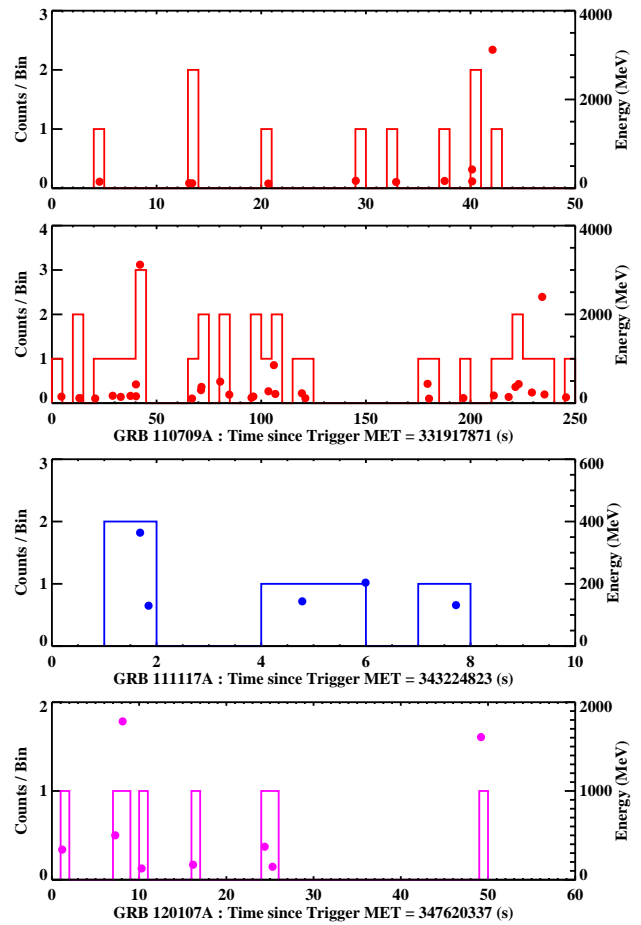 3
2
1
0
Counts / Bin
4000
2000
0
Energy (MeV)
0 10 20 30 40 50
4
3
2
1
0
Counts / Bin
4000
2000
0
Energy (MeV)
0 50 100 150 200 250
GRB 110709A : Time since Trigger MET = 331917871 (s)
3
2
1
0
Counts / Bin
600
400
200
0
Energy (MeV)
0 2 4 6 8 10
GRB 111117A : Time since Trigger MET = 343224823 (s)
2
1
0
Counts / Bin
2000
1000
0
Energy (MeV)
0 10 20 30 40 50 60
GRB 120107A : Time since Trigger MET = 347620337 (s)